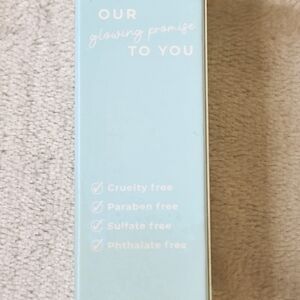 OUR
glowing promise
TO YOU
Cruelty free
Paraben free
Sulfate free
Phthalate free